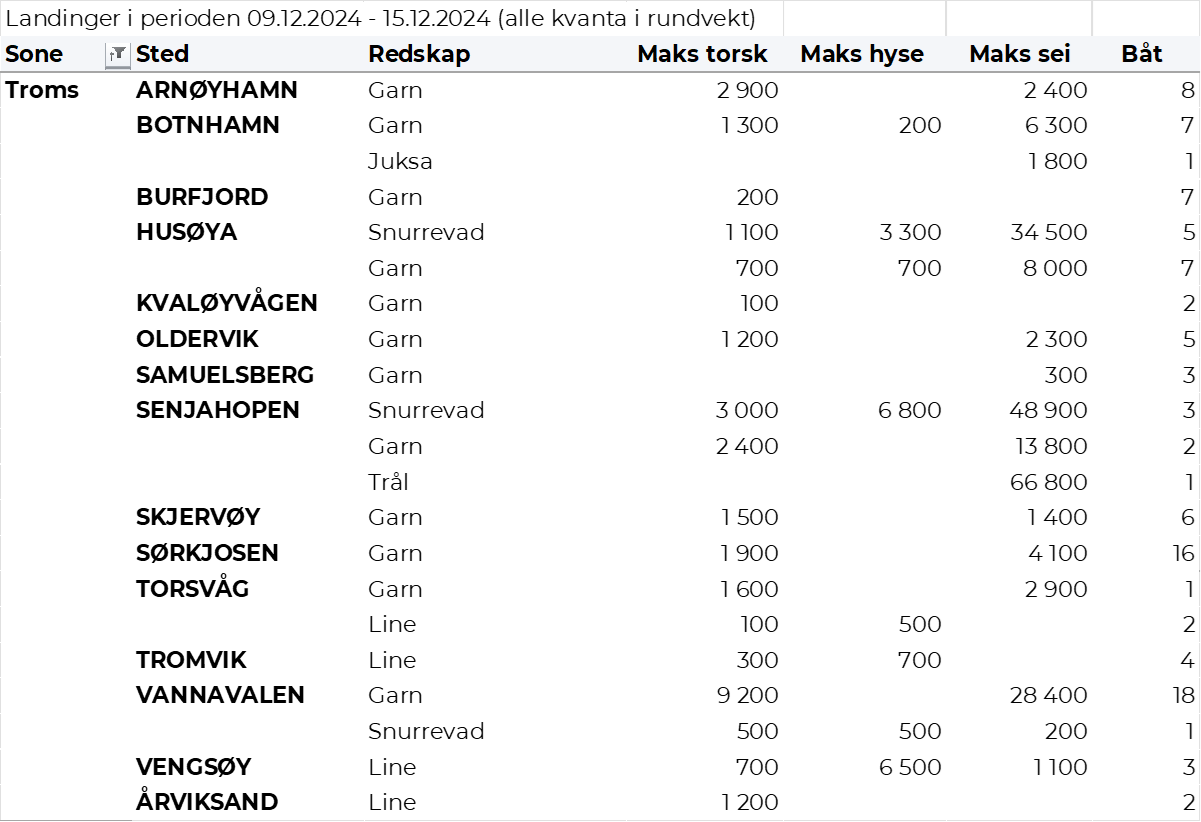 Landinger i perioden 09.12.2024 - 15.12.2024 (alle kvanta i rundvekt)
Sone Sted Redskap Maks torsk Maks hyse Maks sei Båt
Troms ARNØYHAMN Garn 2 900 2 400 8
BOTNHAMN Garn 1 300 200 6 300 7
Juksa 1 800 1
BURFJORD Garn 200 7
HUSØYA Snurrevad 1 100 3 300 34 500 5
Garn 700 700 8 000 7
KVALØYVÅGEN Garn 100 2
OLDERVIK Garn 1 200 2 300 5
SAMUELSBERG Garn 300 3
SENJAHOPEN Snurrevad 3 000 6 800 48 900 3
Garn 2 400 13 800 2
Trål 66 800 1
SKJERVØY Garn 1 500 1 400 6
SØRKJOSEN Garn 1 900 4 100 16
TORSVÅG Garn 1 600 2 900 1
Line 100 500 2
TROMVIK Line 300 700 4
VANNAVALEN Garn 9 200 28 400 18
Snurrevad 500 500 200 1
VENGSØY Line 700 6 500 1 100 3
ÅRVIKSAND Line 1 200 2